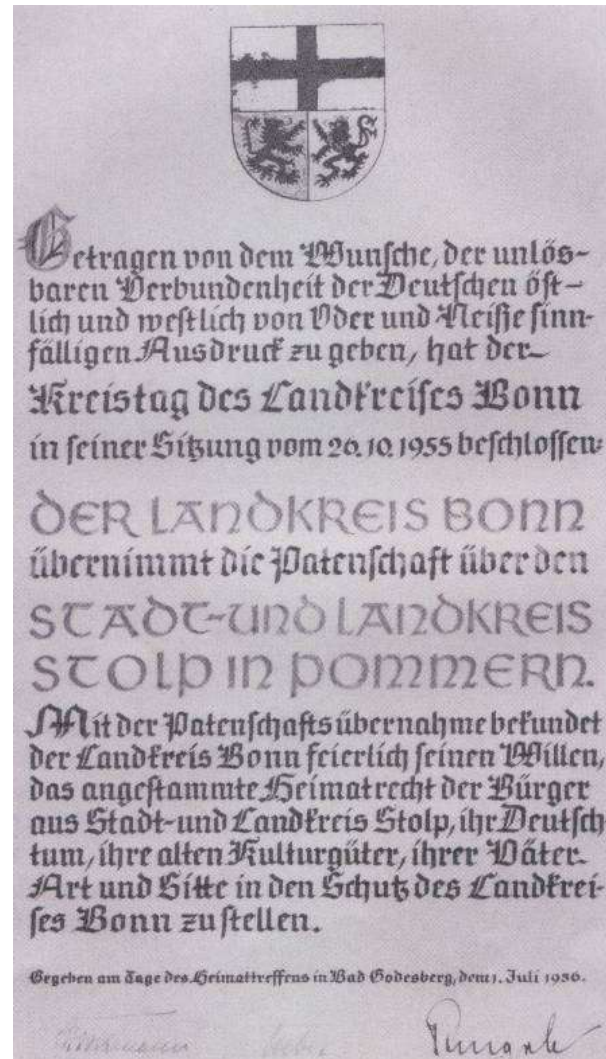 Getragen von dem Wunsche, der unlös-
baren Verbundenheit der Deutschen öst-
lich und westlich von Oder und Neiße sinn-
fälligen Ausdruck zu geben, hat der
Kreistag des Landkreises Bonn
in seiner Sitzung vom 26.10.1955 beschlossen:
DER LANDKREIS BONN
übernimmt die Patenschaft über den
STADT-UND LANDKREIS
STOLP IN POMMERN.
Mit der Patenschaftsübernahme bekundet
der Landkreis Bonn feierlich seinen Willen,
das angestammte Heimatrecht der Bürger
aus Stadt-und Landkreis Stolp, ihr Deutsch
tum, ihre alten Kulturgüter, ihrer Väter
Art und Sitte in den Schutz des Landkrei-
ses Bonn zu stellen.
Gegeben am Tage des Heimattreffens in Bad Godesberg, dem 1. Juli 1956.